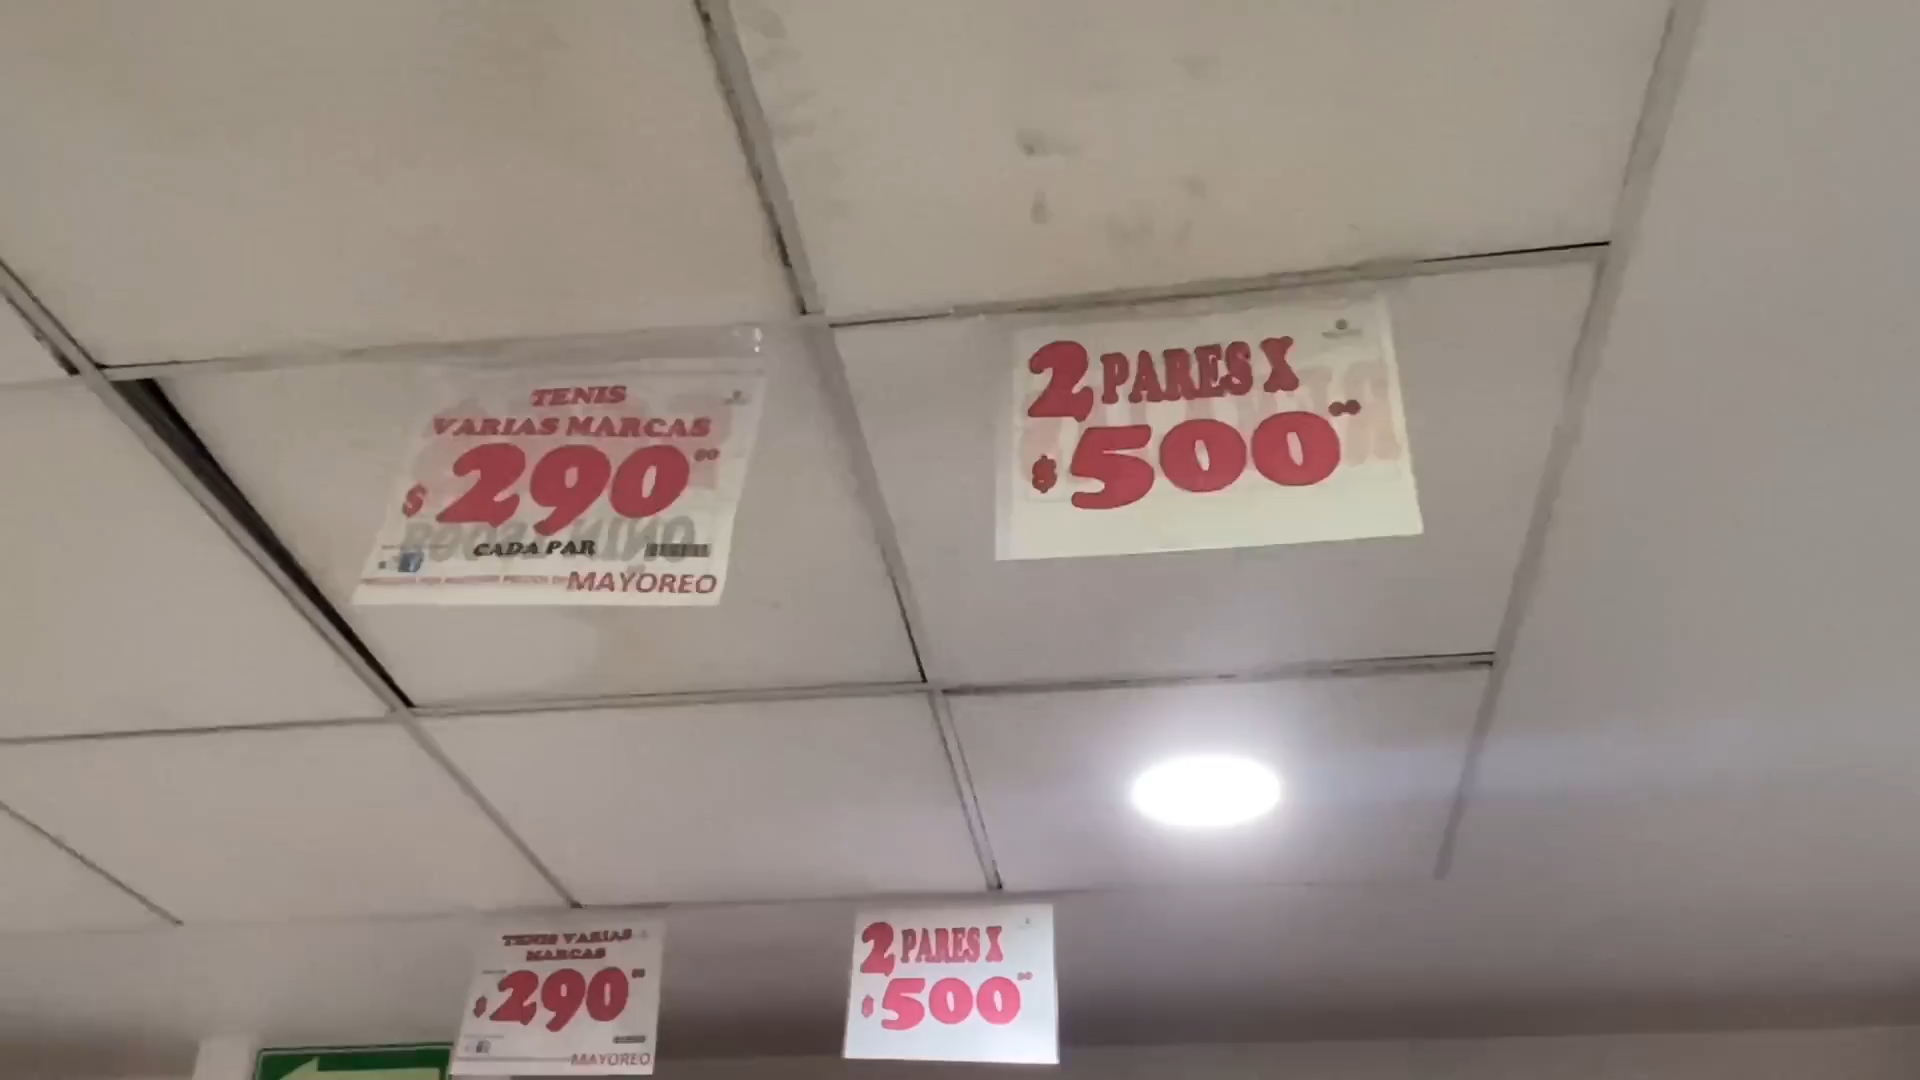 TENIS
VARIAS MARCAS
$290.00
CADA PAR
MAYOREO
2 PARES X
$500.00
TENIS VARIAS
MARCAS
$290.00
MAYOREO
2 PARES X
$500.00